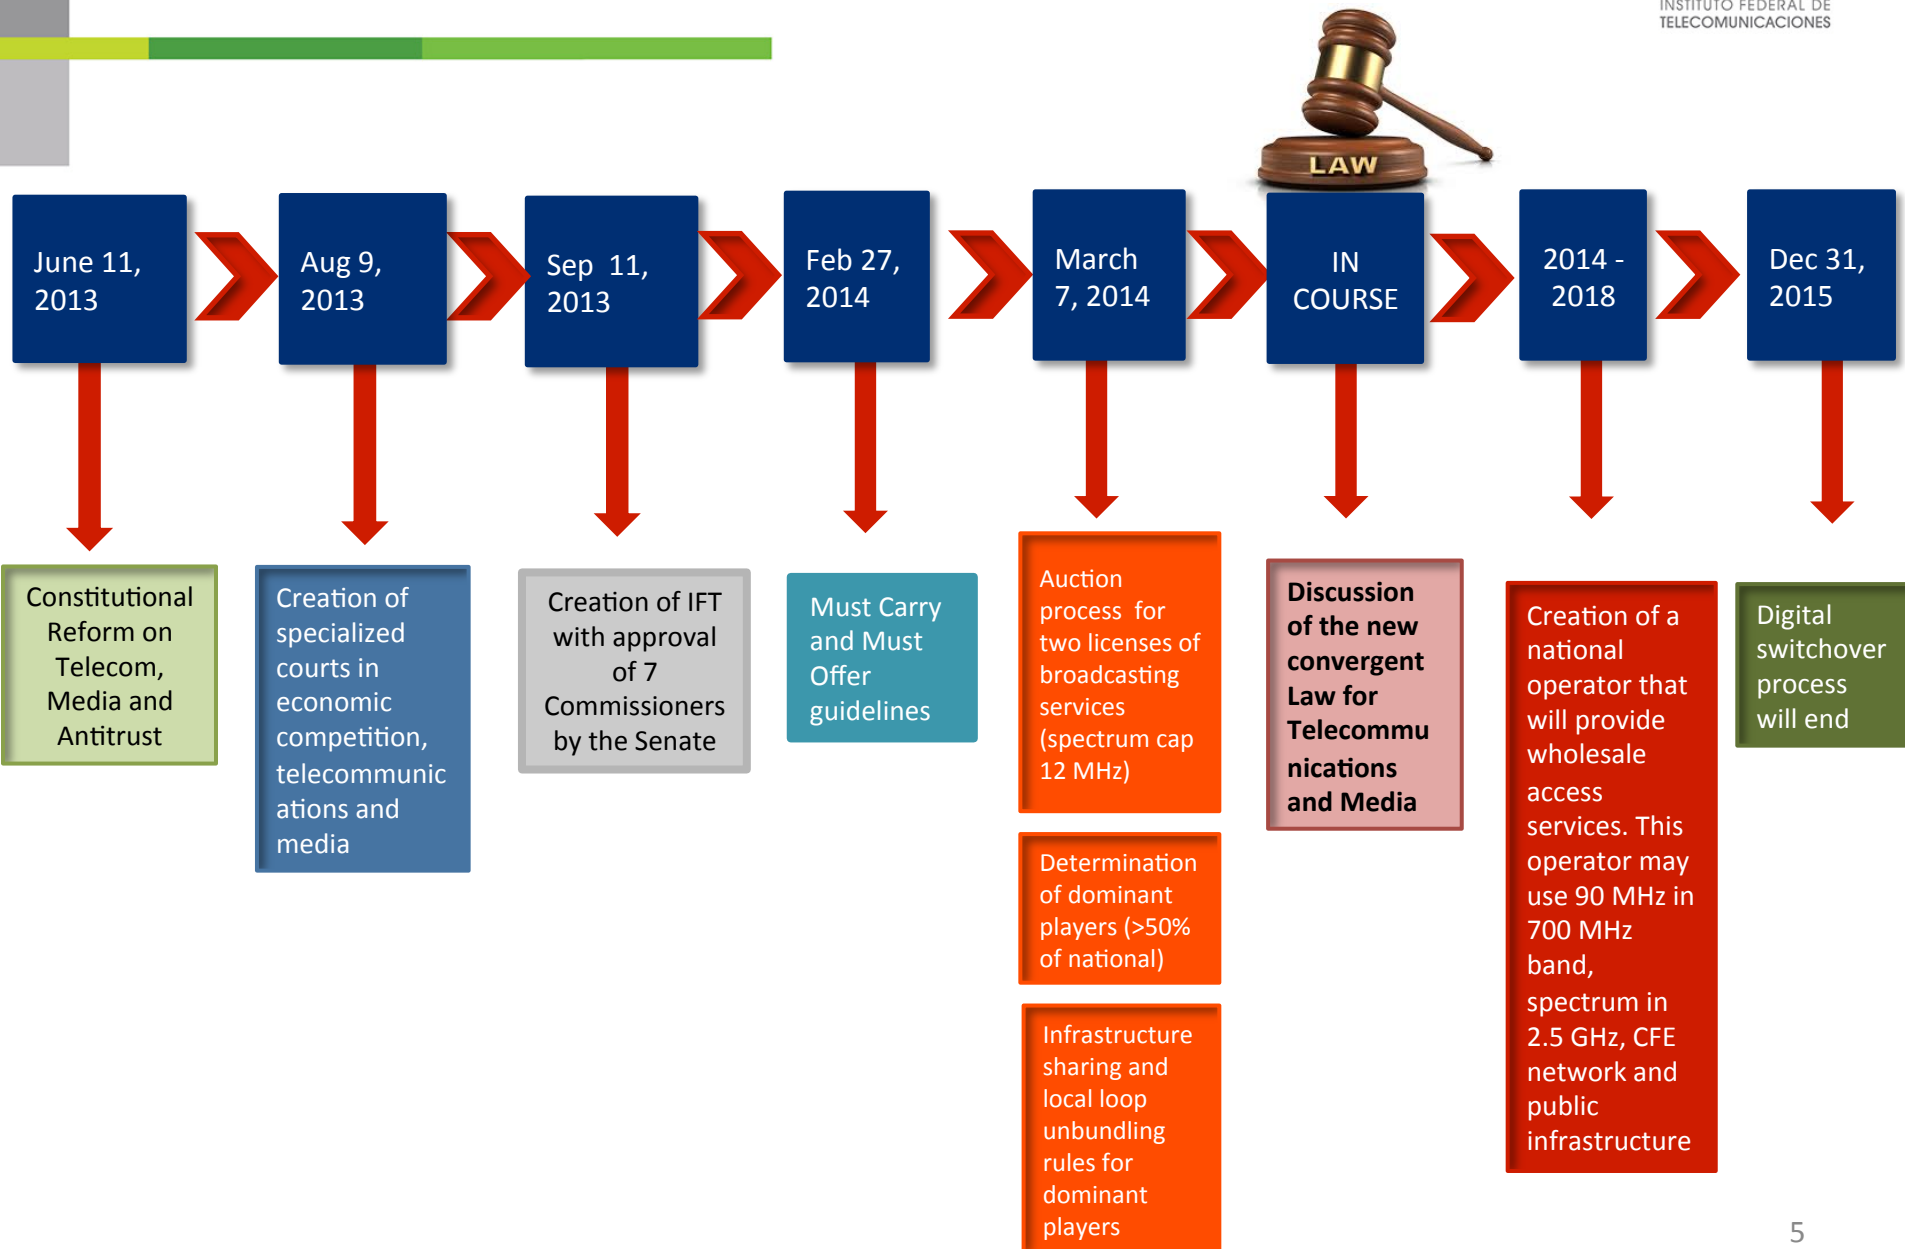 INSTITUTO FEDERAL DE
TELECOMUNICACIONES
LAW
June 11,
2013
Aug 9,
2013
Sep 11,
2013
Feb 27,
2014
March
7, 2014
IN
COURSE
2014 -
2018
Dec 31,
2015
Constitutional
Reform on
Telecom,
Media and
Antitrust
Creation of
specialized
courts in
economic
competition,
telecommunic
ations and
media
Creation of IFT
with approval
of 7
Commissioners
by the Senate
Must Carry
and Must
Offer
guidelines
Auction
process for
two licenses of
broadcasting
services
(spectrum cap
12 MHz)
Determination
of dominant
players (>50%
of national)
Infrastructure
sharing and
local loop
unbundling
rules for
dominant
players
Discussion
of the new
convergent
Law for
Telecommu
nications
and Media
Creation of a
national
operator that
will provide
wholesale
access
services. This
operator may
use 90 MHz in
700 MHz
band,
spectrum in
2.5 GHz, CFE
network and
public
infrastructure
Digital
switchover
process
will end
5